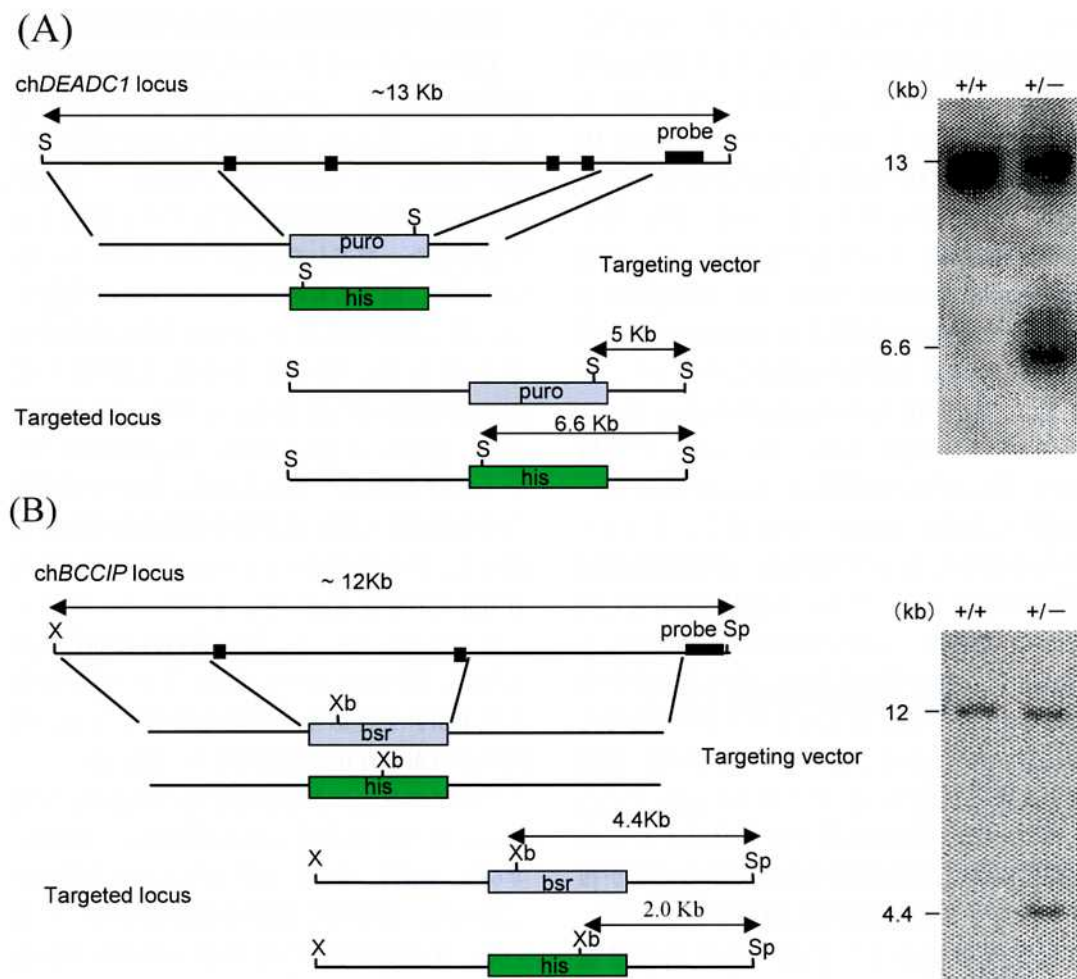 (A)
chDEADC1 locus
~13 Kb
S
probe
S
S
puro
S
his
Targeting vector
5 Kb
S
S
S
puro
Targeted locus
6.6 Kb
S
S
S
his
(kb) +/+ +/—
13
6.6
(B)
chBCCIP locus
~ 12Kb
X
probe Sp
Xb
bsr
Xb
his
Targeting vector
4.4Kb
X
Xb
Sp
bsr
Targeted locus
2.0 Kb
X
Xb
Sp
his
(kb) +/+ +/—
12
4.4